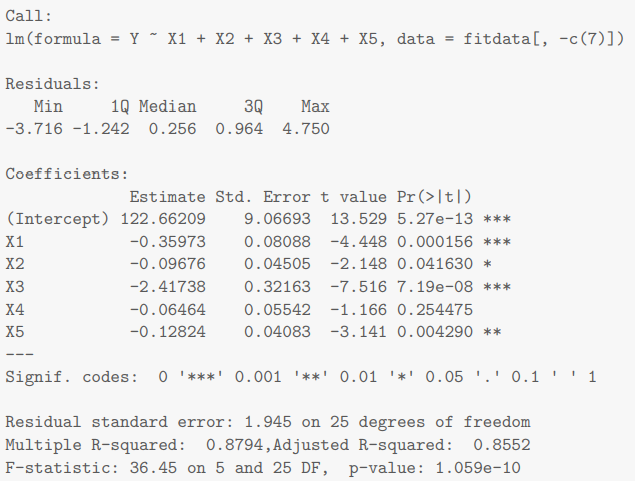 Call:
lm(formula = Y ~ X1 + X2 + X3 + X4 + X5, data = fitdata[, -c(7)])
Residuals:
Min 1Q Median 3Q Max
-3.716 -1.242 0.256 0.964 4.750
Coefficients:
Estimate Std. Error t value Pr(>|t|)
(Intercept) 122.66209 9.06693 13.529 5.27e-13 ***
X1 -0.35973 0.08088 -4.448 0.000156 ***
X2 -0.09676 0.04505 -2.148 0.041630 *
X3 -2.41738 0.32163 -7.516 7.19e-08 ***
X4 -0.06464 0.05542 -1.166 0.254475
X5 -0.12824 0.04083 -3.141 0.004290 **
---
Signif. codes: 0 '***' 0.001 '**' 0.01 '*' 0.05 '.' 0.1 ' ' 1
Residual standard error: 1.945 on 25 degrees of freedom
Multiple R-squared: 0.8794,Adjusted R-squared: 0.8552
F-statistic: 36.45 on 5 and 25 DF, p-value: 1.059e-10